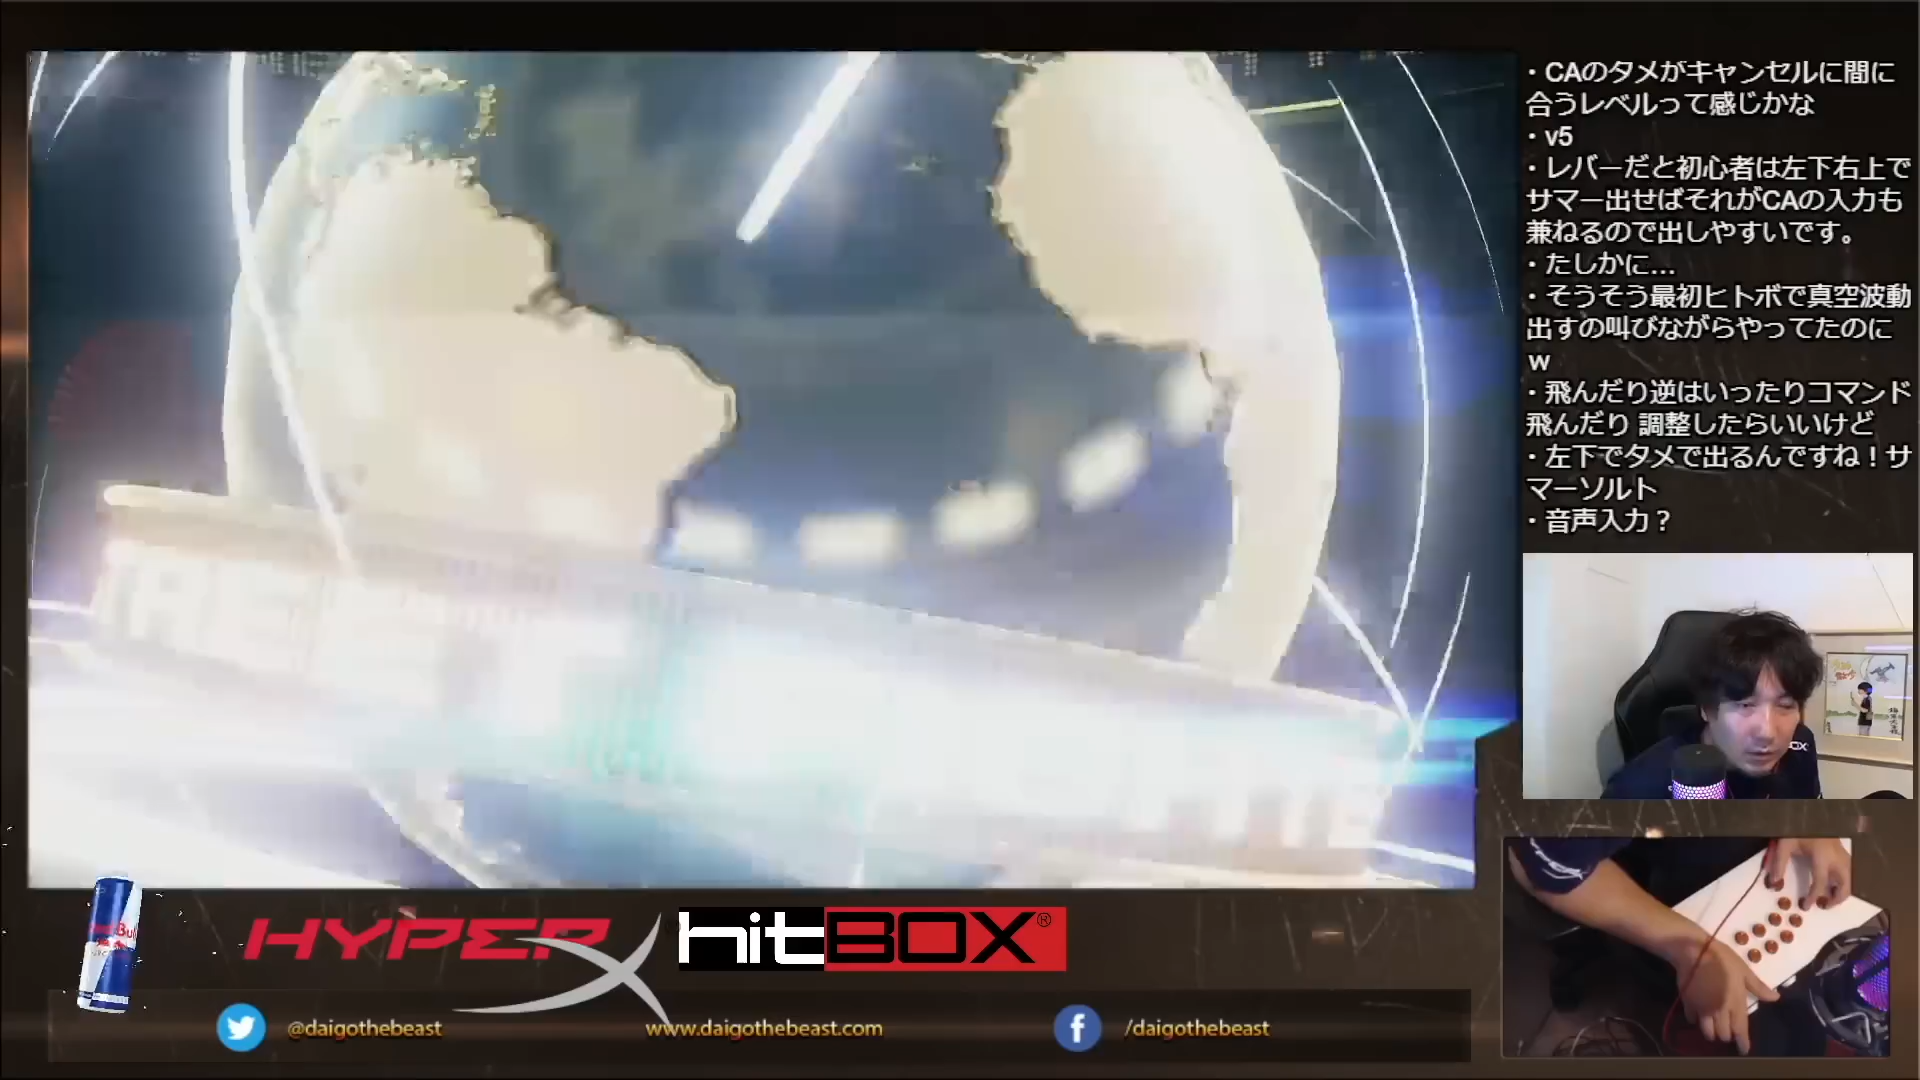 ・CAのタメがキャンセルに間に
合うレベルって感じかな
・v5
・レバーだと初心者は左下右上で
サマー出せばそれがCAの入力も
兼ねるので出しやすいです。
・たしかに...
・そうそう最初ヒトボで真空波動
出すの叫びながらやってたのに
w
・飛んだり逆はいったりコマンド
飛んだり 調整したらいいけど
・左下でタメで出るんですね！サ
マーソルト
・音声入力？
HYPERX
hitBOX®
@daigothebeast
www.daigothebeast.com
/daigothebeast